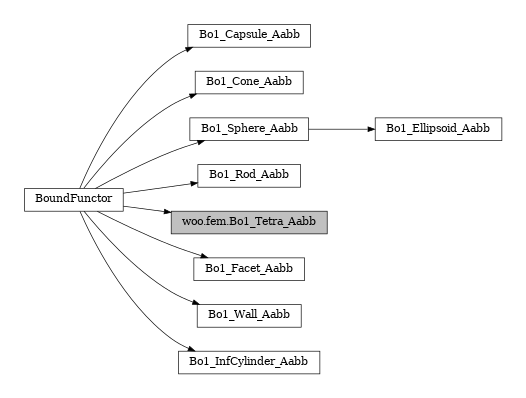 Bo1_Capsule_Aabb
Bo1_Cone_Aabb
Bo1_Sphere_Aabb
Bo1_Ellipsoid_Aabb
Bo1_Rod_Aabb
BoundFunctor
woo.fem.Bo1_Tetra_Aabb
Bo1_Facet_Aabb
Bo1_Wall_Aabb
Bo1_InfCylinder_Aabb